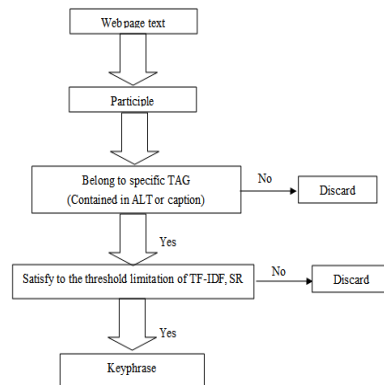 Web page text
Participle
Belong to specific TAG
(Contained in ALT or caption)
No
Discard
Yes
Satisfy to the threshold limitation of TF-IDF, SR
No
Discard
Yes
Keyphrase